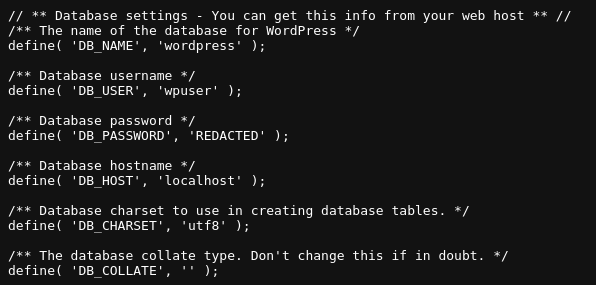 // ** Database settings - You can get this info from your web host ** //
/** The name of the database for WordPress */
define( 'DB_NAME', 'wordpress' );

/** Database username */
define( 'DB_USER', 'wpuser' );

/** Database password */
define( 'DB_PASSWORD', 'REDACTED' );

/** Database hostname */
define( 'DB_HOST', 'localhost' );

/** Database charset to use in creating database tables. */
define( 'DB_CHARSET', 'utf8' );

/** The database collate type. Don't change this if in doubt. */
define( 'DB_COLLATE', '' );